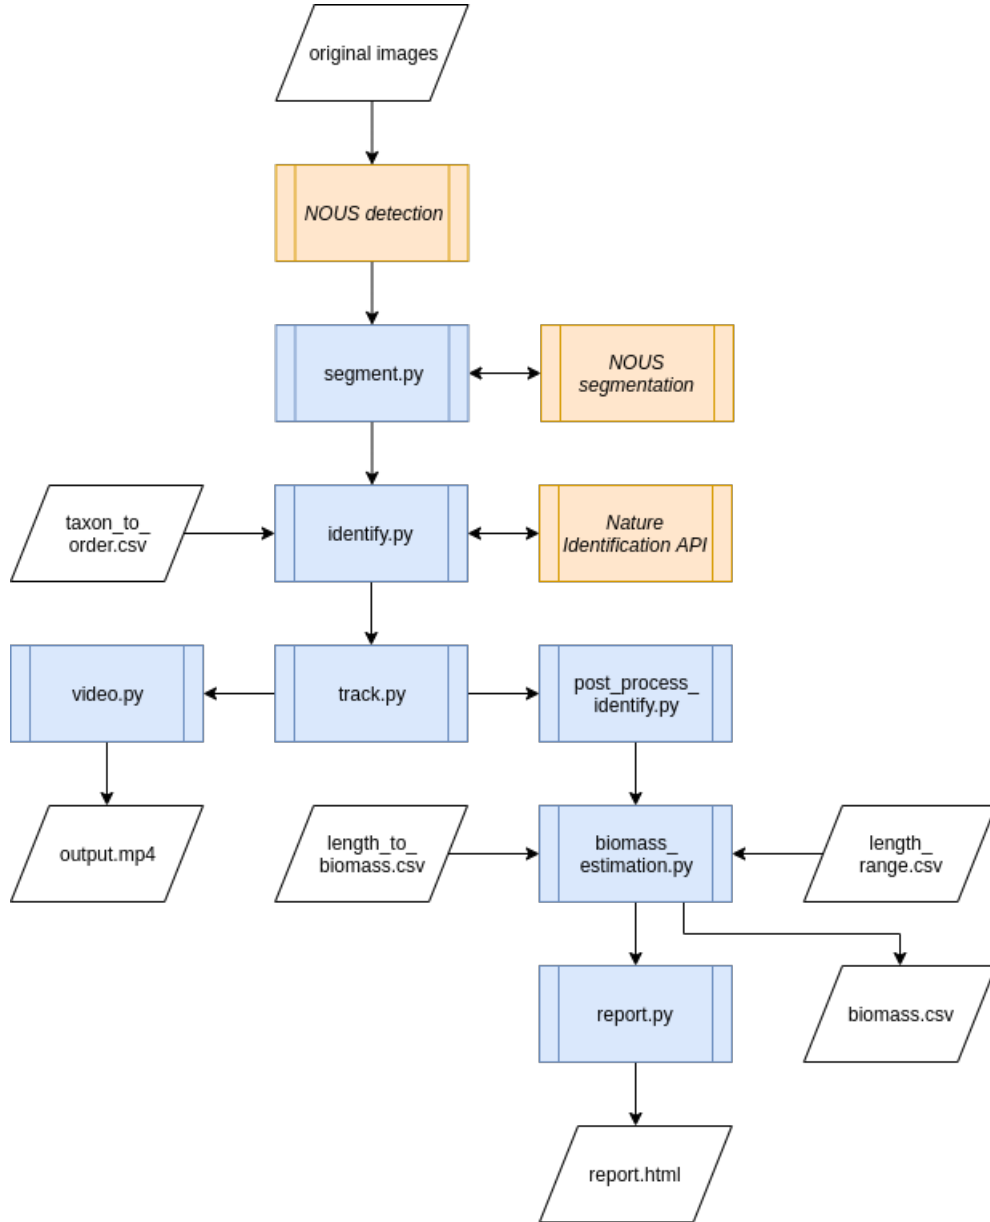 original images
NOUS detection
segment.py
NOUS
segmentation
taxon_to_
order.csv
identify.py
Nature
Identification API
video.py
track.py
post_process_
identify.py
output.mp4
length_to_
biomass.csv
biomass_
estimation.py
length_
range.csv
report.py
biomass.csv
report.html